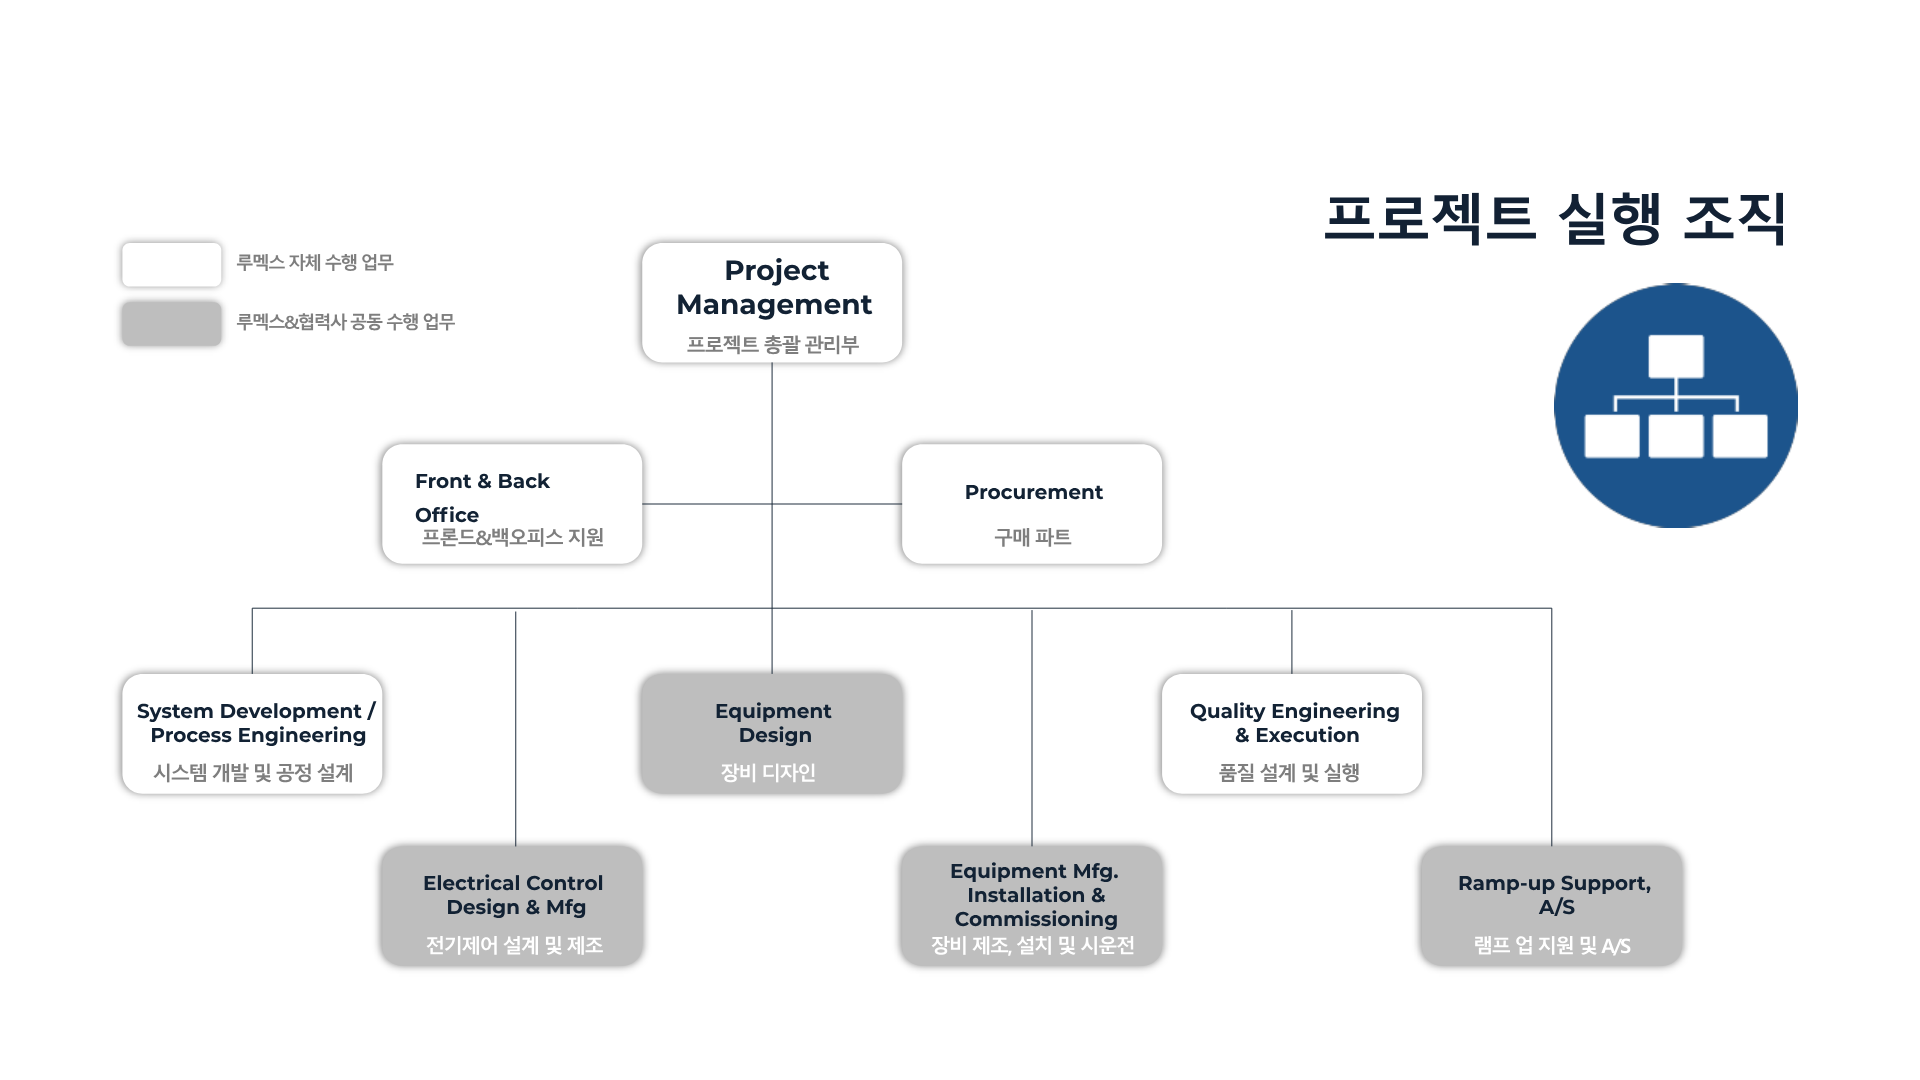 프로젝트 실행 조직
루멕스 자체 수행 업무
루멕스&협력사 공동 수행 업무
Project
Management
프로젝트 총괄 관리부
Front & Back
Office
프론드&백오피스 지원
Procurement
구매 파트
System Development /
Process Engineering
시스템 개발 및 공정 설계
Equipment
Design
장비 디자인
Quality Engineering
& Execution
품질 설계 및 실행
Electrical Control
Design & Mfg
전기제어 설계 및 제조
Equipment Mfg.
Installation &
Commissioning
장비 제조, 설치 및 시운전
Ramp-up Support,
A/S
램프 업 지원 및 A/S